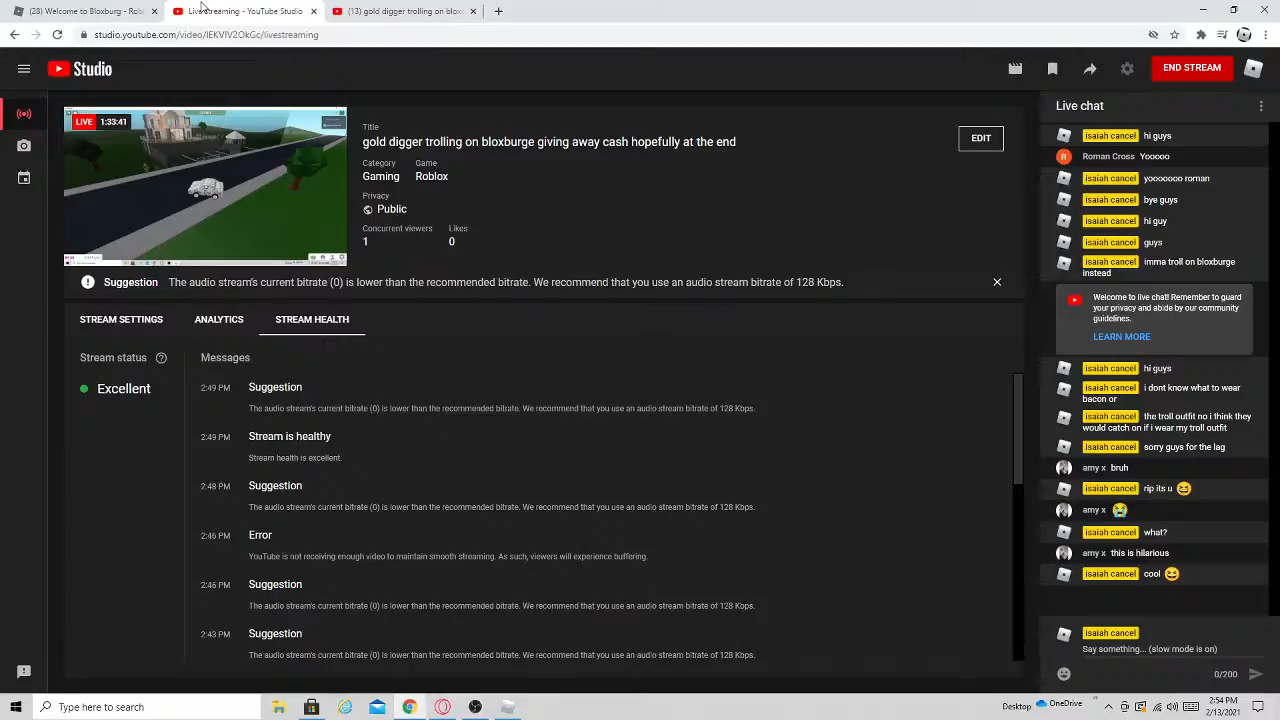 (28) Welcome to Bloxburg - Robl
Livestreaming - YouTube Studio
(13) gold digger trolling on bloxb
studio.youtube.com/video/IEKVIV2OkGc/livestreaming
Studio
END STREAM
LIVE
1:33:41
Title
gold digger trolling on bloxburge giving away cash hopefully at the end
EDIT
Category
Game
Gaming
Roblox
Privacy
Public
Concurrent viewers
Likes
1
0
Suggestion
The audio stream's current bitrate (0) is lower than the recommended bitrate. We recommend that you use an audio stream bitrate of 128 Kbps.
STREAM SETTINGS
ANALYTICS
STREAM HEALTH
Stream status
Excellent
Messages
2:49 PM
Suggestion
The audio stream's current bitrate (0) is lower than the recommended bitrate. We recommend that you use an audio stream bitrate of 128 Kbps.
2:49 PM
Stream is healthy
Stream health is excellent.
2:48 PM
Suggestion
The audio stream's current bitrate (0) is lower than the recommended bitrate. We recommend that you use an audio stream bitrate of 128 Kbps.
2:46 PM
Error
YouTube is not receiving enough video to maintain smooth streaming. As such, viewers will experience buffering.
2:46 PM
Suggestion
The audio stream's current bitrate (0) is lower than the recommended bitrate. We recommend that you use an audio stream bitrate of 128 Kbps.
2:43 PM
Suggestion
The audio stream's current bitrate (0) is lower than the recommended bitrate. We recommend that you use an audio stream bitrate of 128 Kbps.
Live chat
isaiah cancel hi guys
Roman Cross Yooooo
isaiah cancel yooooooo roman
isaiah cancel bye guys
isaiah cancel hi guy
isaiah cancel guys
isaiah cancel imma troll on bloxburge
instead
Welcome to live chat! Remember to guard
your privacy and abide by our community
guidelines.
LEARN MORE
isaiah cancel hi guys
isaiah cancel i dont know what to wear
bacon or
isaiah cancel the troll outfit no i think they
would catch on if i wear my troll outfit
isaiah cancel sorry guys for the lag
amy x bruh
isaiah cancel rip its u 😆
amy x 😭
isaiah cancel what?
amy x this is hilarious
isaiah cancel cool 😆
isaiah cancel
Say something... (slow mode is on)
0/200
Type here to search
Desktop
OneDrive
2:54 PM
2/13/2021